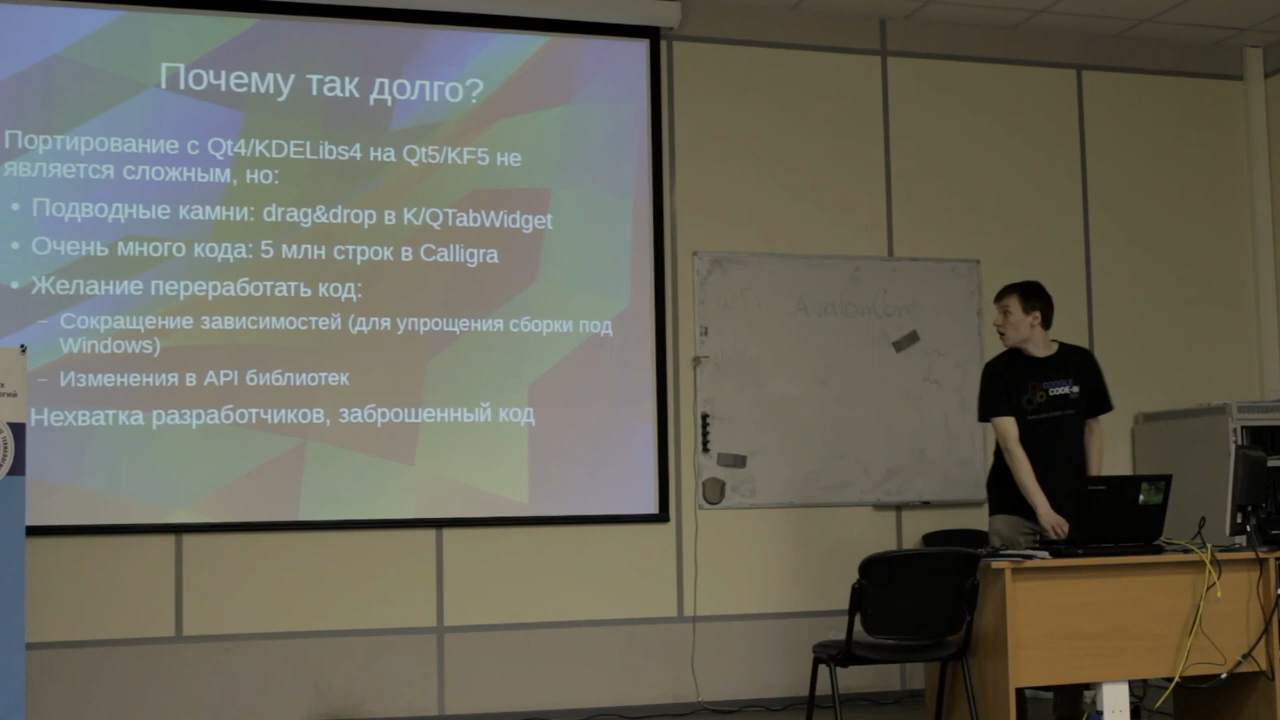 Почему так долго?
Портирование с Qt4/KDELibs4 на Qt5/KF5 не
является сложным, но:
• Подводные камни: drag&drop в K/QTabWidget
• Очень много кода: 5 млн строк в Calligra
• Желание переработать код:
– Сокращение зависимостей (для упрощения сборки под
Windows)
– Изменения в API библиотек
Нехватка разработчиков, заброшенный код
CODE-IN